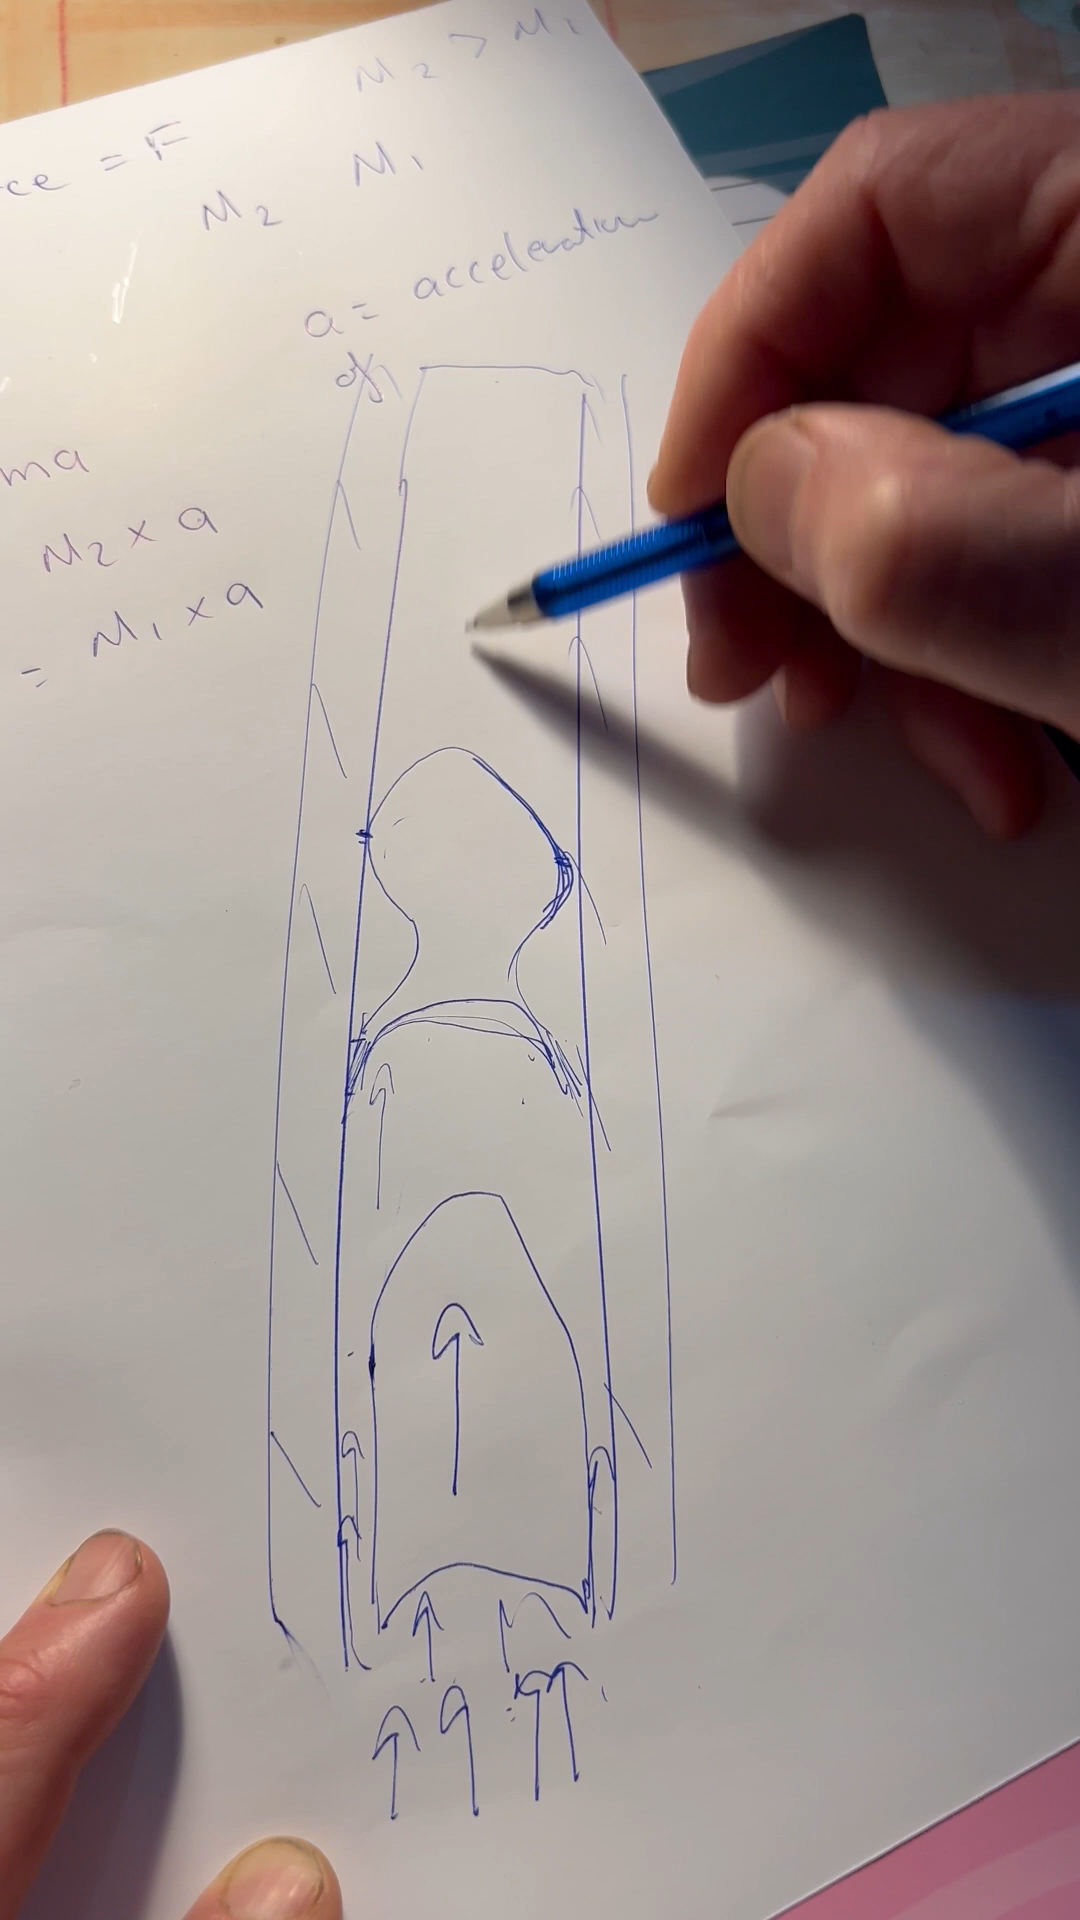 M2 > M1
ce = F
M2 M1
a = acceleration
of
ma
M2 x a
= M1 x a